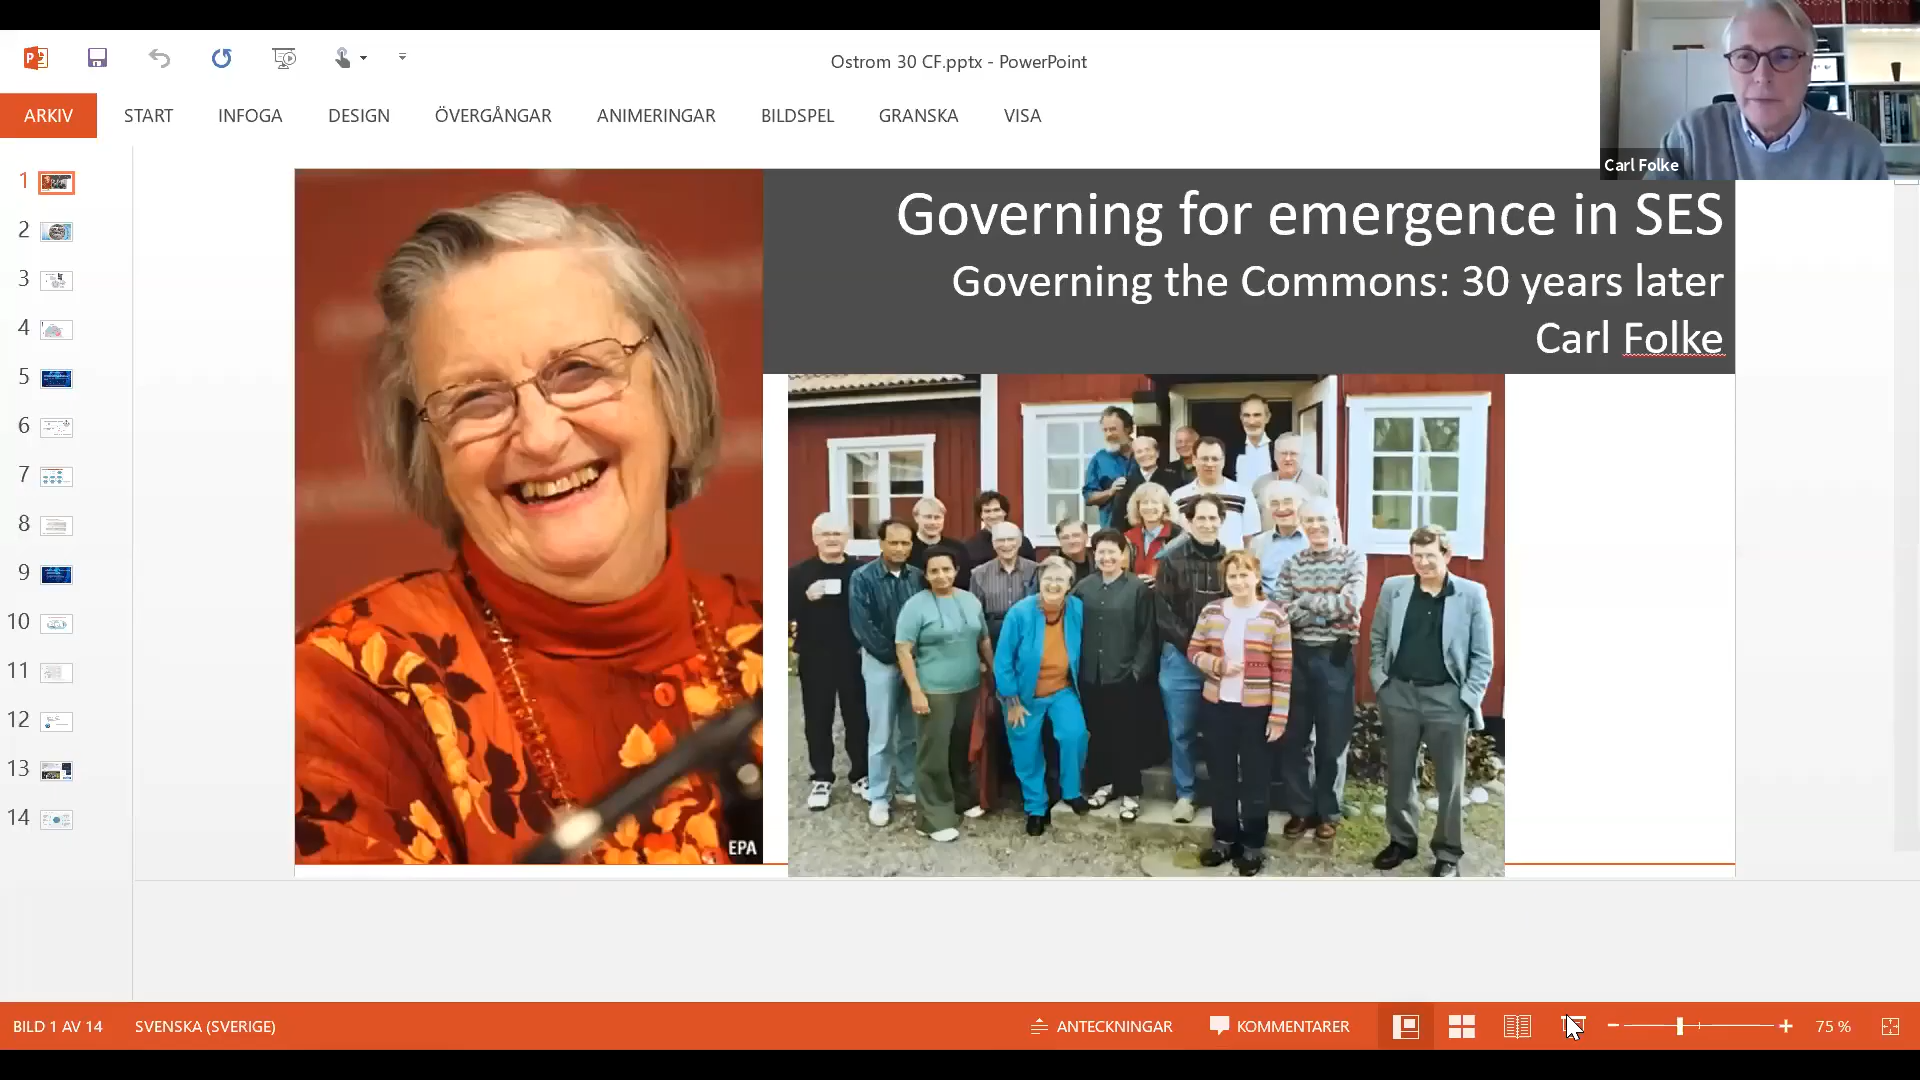 Ostrom 30 CF.pptx - PowerPoint
ARKIV START INFOGA DESIGN ÖVERGÅNGAR ANIMERINGAR BILDSPEL GRANSKA VISA
Carl Folke
1
2
3
4
5
6
7
8
9
10
11
12
13
14
Governing for emergence in SES
Governing the Commons: 30 years later
Carl Folke
EPA
BILD 1 AV 14 SVENSKA (SVERIGE) ANTECKNINGAR KOMMENTARER 75 %